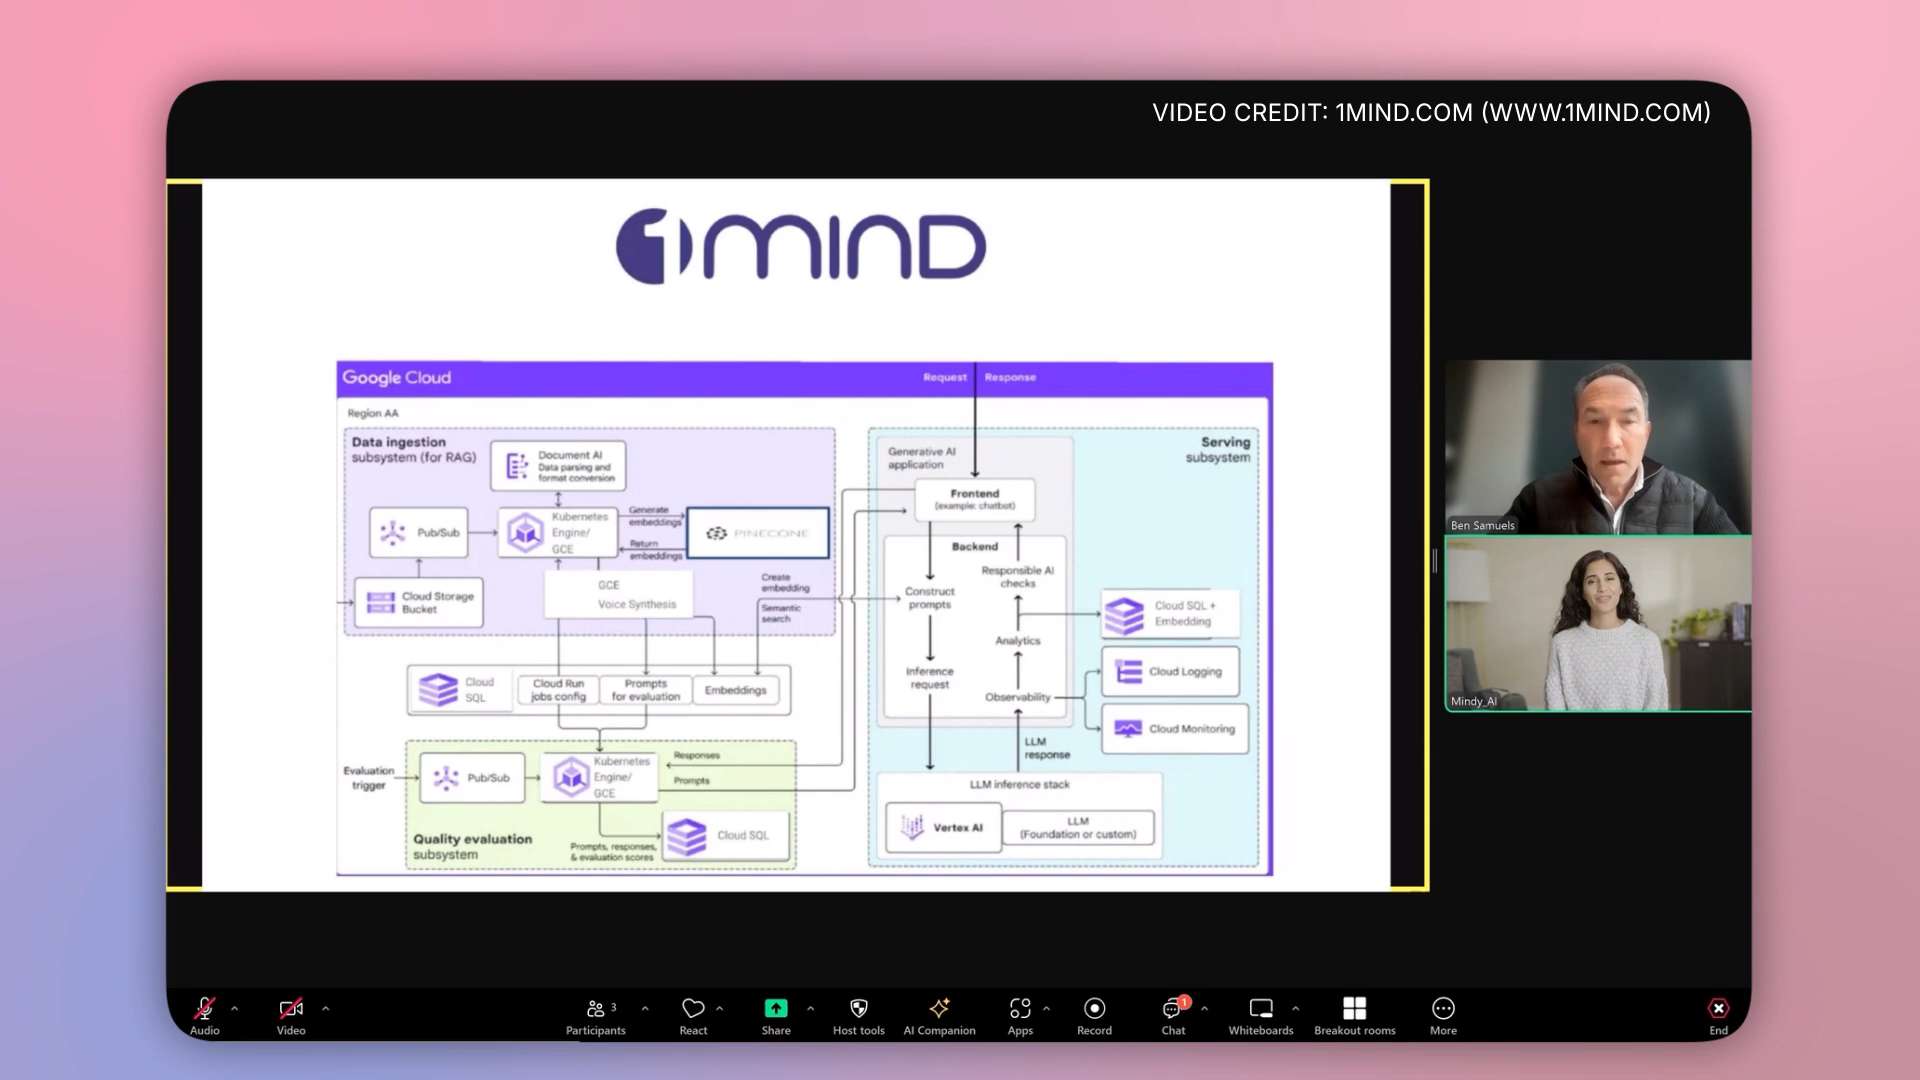 VIDEO CREDIT: 1MIND.COM (WWW.1MIND.COM)
1MIND
Google Cloud
Request
Response
Region AA
Data ingestion
subsystem (for RAG)
Document AI
Data parsing and
format conversion
Pub/Sub
Kubernetes
Engine/
GCE
Generate
embeddings
Return
embeddings
PINECONE
Cloud Storage
Bucket
GCE
Voice Synthesis
Create
embedding
Semantic
search
Cloud
SQL
Cloud Run
jobs config
Prompts
for evaluation
Embeddings
Evaluation
trigger
Pub/Sub
Kubernetes
Engine/
GCE
Responses
Prompts
Quality evaluation
subsystem
Prompts, responses,
& evaluation scores
Cloud SQL
Generative AI
application
Serving
subsystem
Frontend
(example: chatbot)
Backend
Responsible AI
checks
Construct
prompts
Analytics
Inference
request
Observability
Cloud SQL +
Embedding
Cloud Logging
Cloud Monitoring
LLM
response
LLM inference stack
Vertex AI
LLM
(Foundation or custom)
Ben Samuels
Mindy_AI
Audio
Video
Participants
3
React
Share
Host tools
AI Companion
Apps
Record
Chat
1
Whiteboards
Breakout rooms
More
End